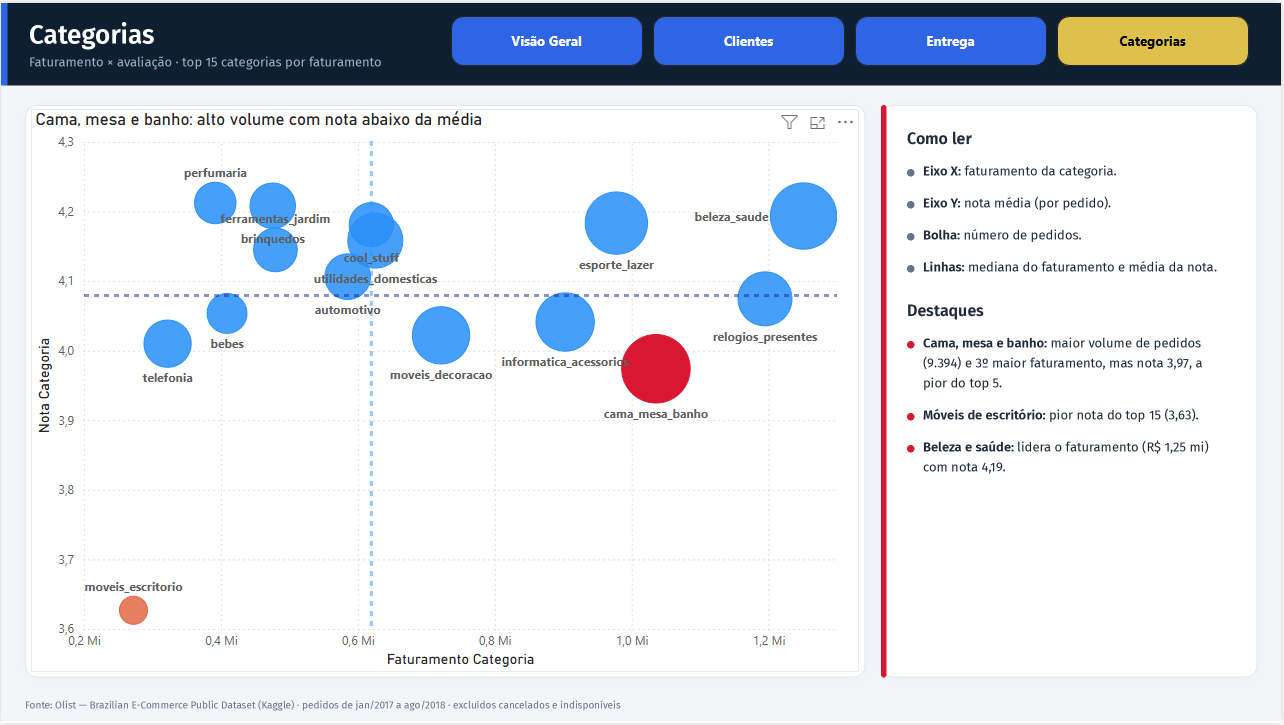 Categorias
Faturamento × avaliação · top 15 categorias por faturamento
Visão Geral
Clientes
Entrega
Categorias
Cama, mesa e banho: alto volume com nota abaixo da média
4,3
4,2
4,1
4,0
3,9
3,8
3,7
3,6
Nota Categoria
perfumaria
ferramentas_jardim
brinquedos
cool_stuff
utilidades_domesticas
automotivo
bebes
telefonia
moveis_decoracao
esporte_lazer
beleza_saude
relogios_presentes
informatica_acessorios
cama_mesa_banho
moveis_escritorio
0,2 Mi
0,4 Mi
0,6 Mi
0,8 Mi
1,0 Mi
1,2 Mi
Faturamento Categoria
Como ler
Eixo X: faturamento da categoria.
Eixo Y: nota média (por pedido).
Bolha: número de pedidos.
Linhas: mediana do faturamento e média da nota.
Destaques
Cama, mesa e banho: maior volume de pedidos
(9.394) e 3º maior faturamento, mas nota 3,97, a
pior do top 5.
Móveis de escritório: pior nota do top 15 (3,63).
Beleza e saúde: lidera o faturamento (R$ 1,25 mi)
com nota 4,19.
Fonte: Olist — Brazilian E-Commerce Public Dataset (Kaggle) · pedidos de jan/2017 a ago/2018 · excluídos cancelados e indisponíveis